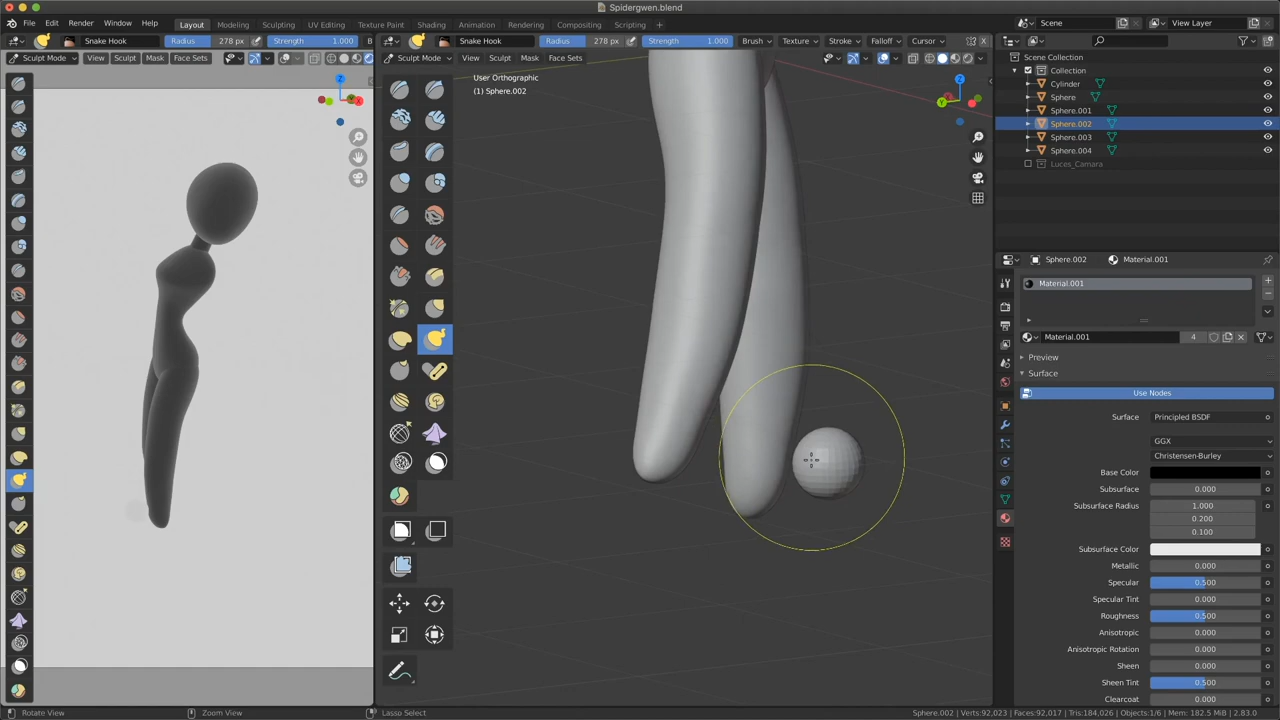 Spidergwen.blend
File Edit Render Window Help Layout Modeling Sculpting UV Editing Texture Paint Shading Animation Rendering Compositing Scripting Scene View Layer
Snake Hook Radius 278 px Strength 1.000 Snake Hook Radius 278 px Strength 1.000 Brush Texture Stroke Falloff Cursor
Sculpt Mode View Sculpt Mask Face Sets Sculpt Mode View Sculpt Mask Face Sets
User Orthographic
(1) Sphere.002
Z
X
Z
Y
X
Scene Collection
Collection
Cylinder
Sphere
Sphere.001
Sphere.002
Sphere.003
Sphere.004
Luces_Camara
Sphere.002 Material.001
Material.001
Material.001 4
Preview
Surface
Use Nodes
Surface Principled BSDF
GGX
Christensen-Burley
Base Color
Subsurface 0.000
Subsurface Radius 1.000
0.200
0.100
Subsurface Color
Metallic 0.000
Specular 0.500
Specular Tint 0.000
Roughness 0.500
Anisotropic 0.000
Anisotropic Rotation 0.000
Sheen 0.000
Sheen Tint 0.500
Clearcoat 0.000
Rotate View Zoom View Lasso Select Sphere.002 | Verts:92,023 | Faces:92,017 | Tris:184,026 | Objects:1/6 | Mem: 182.5 MiB | 2.83.0